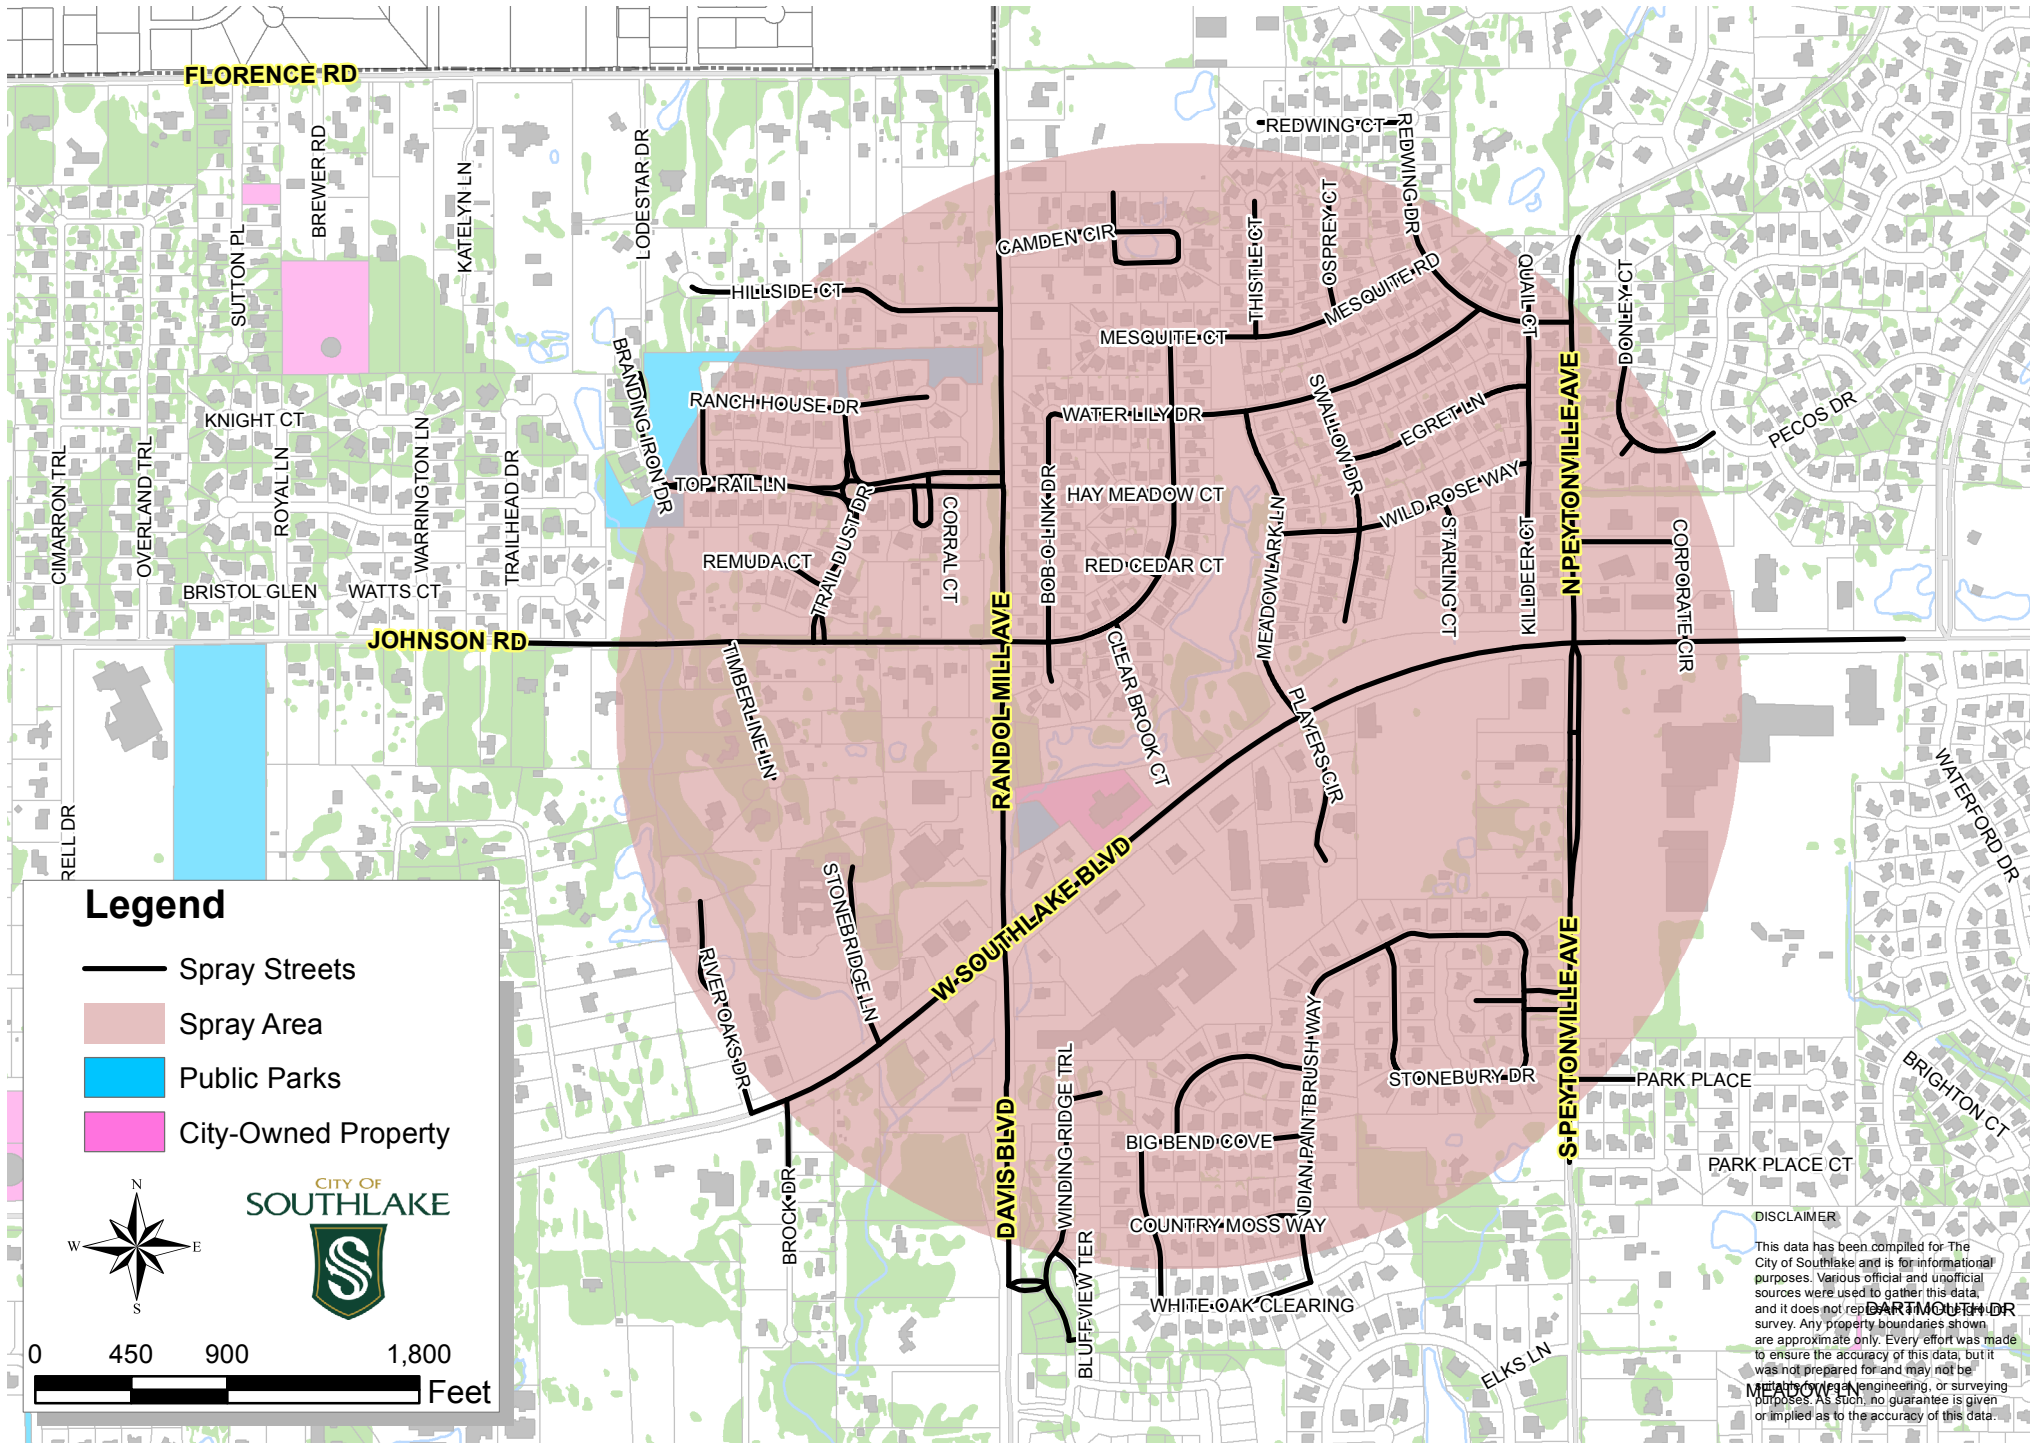 FLORENCE RD
REDWING CT
REDWING DR
BREWER RD
LODESTAR DR
KATELYN LN
SUTTON PL
OSPREY CT
THISTLE CT
CAMDEN CIR
MESQUITE RD
QUAIL CT
DONLEY CT
HILLSIDE CT
MESQUITE CT
BRANDING IRON DR
N PEYTONVILLE AVE
RANCH HOUSE DR
WATER LILY DR
SWALLOW DR
EGRET LN
PECOS DR
KNIGHT CT
CIMARRON TRL
OVERLAND TRL
ROYAL LN
WARRINGTON LN
TRAILHEAD DR
TOP RAIL LN
HAY MEADOW CT
BOB-O-LINK DR
MEADOWLARK LN
WILD ROSE WAY
STARLING CT
KILLDEER CT
CORPORATE CIR
TRAIL DUST DR
CORRAL CT
REMUDA CT
RED CEDAR CT
BRISTOL GLEN
WATTS CT
JOHNSON RD
RANDOL MILL AVE
TIMBERLINE LN
CLEAR BROOK CT
PLAYERS CIR
WATERFORD DR
RELL DR
W SOUTHLAKE BLVD
STONEBRIDGE LN
RIVER OAKS DR
S PEYTONVILLE AVE
INDIAN PAINTBRUSH WAY
WINDING RIDGE TRL
STONEBURY DR
PARK PLACE
BRIGHTON CT
DAVIS BLVD
BIG BEND COVE
PARK PLACE CT
BROCK DR
COUNTRY MOSS WAY
BLUFFVIEW TER
WHITE OAK CLEARING
ELKS LN
DARTMOUTH DR
MEADOW LN
Legend
Spray Streets
Spray Area
Public Parks
City-Owned Property
N
W
E
S
CITY OF
SOUTHLAKE
0 450 900 1,800
Feet
DISCLAIMER
This data has been compiled for The
City of Southlake and is for informational
purposes. Various official and unofficial
sources were used to gather this data,
and it does not represent an on-the-ground
survey. Any property boundaries shown
are approximate only. Every effort was made
to ensure the accuracy of this data, but it
was not prepared for and may not be
suitable for legal, engineering, or surveying
purposes. As such, no guarantee is given
or implied as to the accuracy of this data.